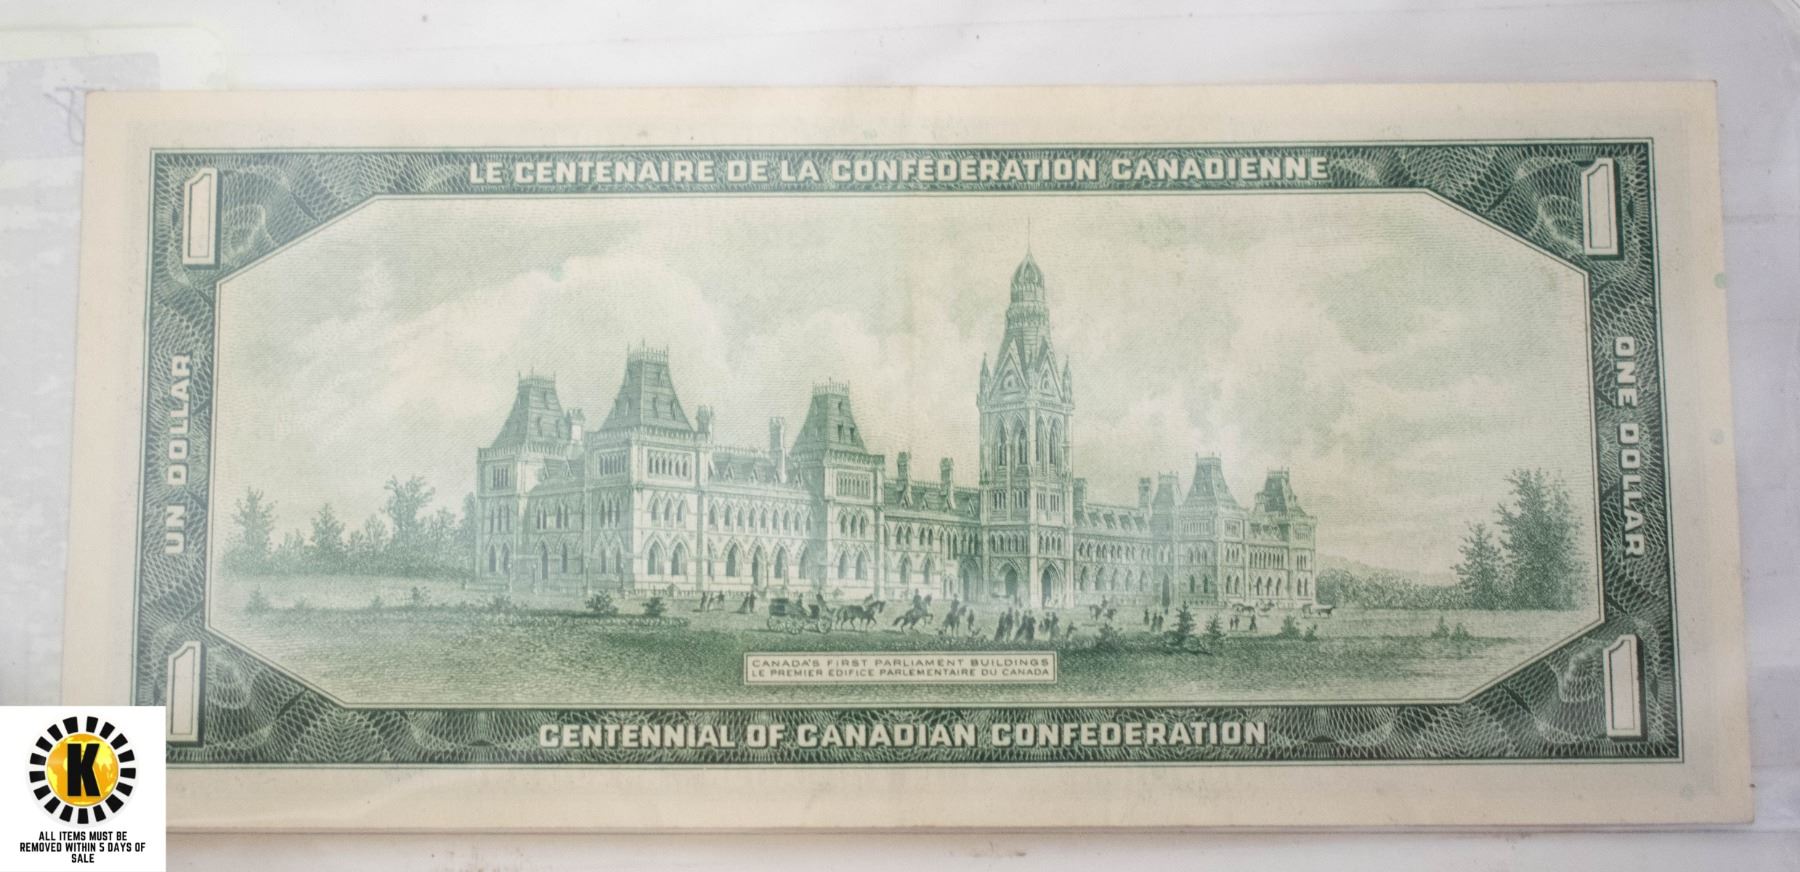 LE CENTENAIRE DE LA CONFEDERATION CANADIENNE
1
1
UN DOLLAR
ONE DOLLAR
CANADA'S FIRST PARLIAMENT BUILDINGS
LE PREMIER EDIFICE PARLEMENTAIRE DU CANADA
1
1
CENTENNIAL OF CANADIAN CONFEDERATION
K
ALL ITEMS MUST BE
REMOVED WITHIN 5 DAYS OF
SALE